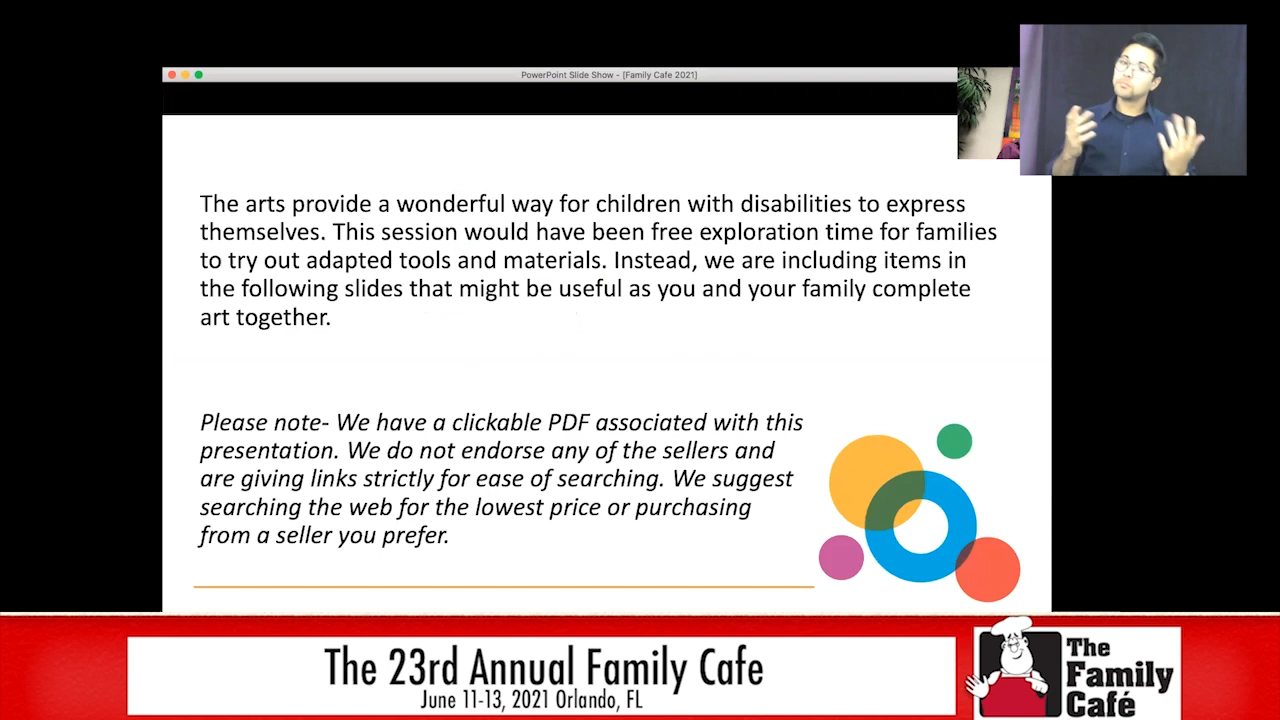 PowerPoint Slide Show - [Family Cafe 2021]
The arts provide a wonderful way for children with disabilities to express
themselves. This session would have been free exploration time for families
to try out adapted tools and materials. Instead, we are including items in
the following slides that might be useful as you and your family complete
art together.
Please note- We have a clickable PDF associated with this
presentation. We do not endorse any of the sellers and
are giving links strictly for ease of searching. We suggest
searching the web for the lowest price or purchasing
from a seller you prefer.
The 23rd Annual Family Cafe
June 11-13, 2021 Orlando, FL
The
Family
Café